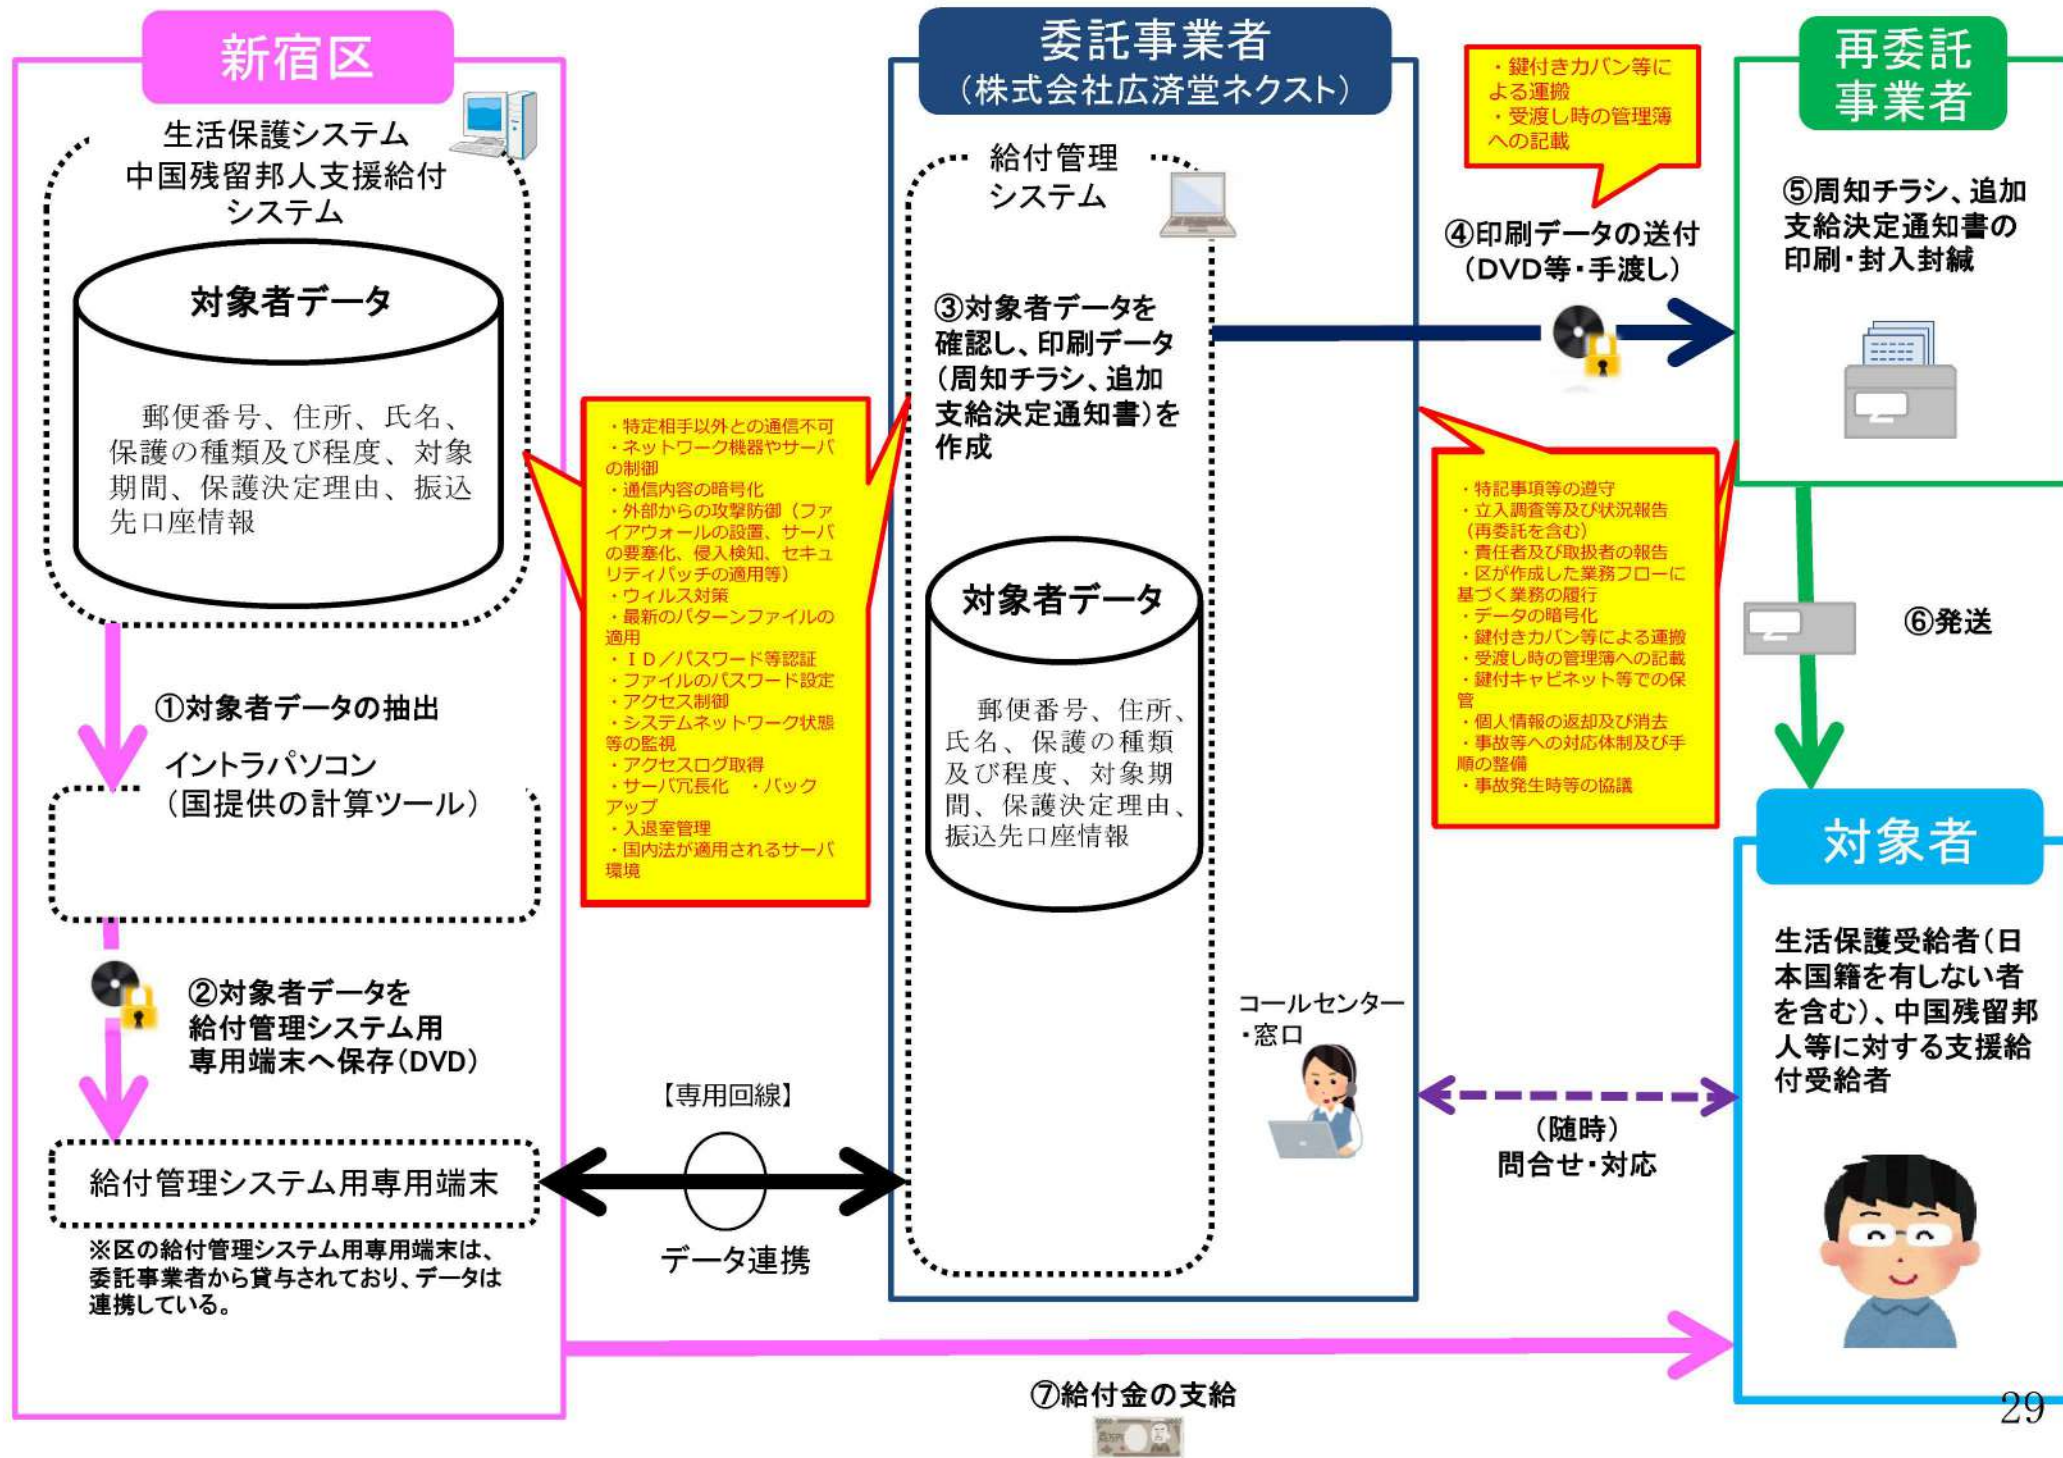 新宿区
生活保護システム
中国残留邦人支援給付
システム
対象者データ
郵便番号、住所、氏名、
保護の種類及び程度、対象
期間、保護決定理由、振込
先口座情報
①対象者データの抽出
イントラパソコン
（国提供の計算ツール）
②対象者データを
給付管理システム用
専用端末へ保存（DVD）
給付管理システム用専用端末
※区の給付管理システム用専用端末は、
委託事業者から貸与されており、データは
連携している。
・特定相手以外との通信不可
・ネットワーク機器やサーバ
の制御
・通信内容の暗号化
・外部からの攻撃防御（ファ
イアウォールの設置、サーバ
の要塞化、侵入検知、セキュ
リティパッチの適用等）
・ウィルス対策
・最新のパターンファイルの
適用
・ＩＤ／パスワード等認証
・ファイルのパスワード設定
・アクセス制御
・システムネットワーク状態
等の監視
・アクセスログ取得
・サーバ冗長化　・バック
アップ
・入退室管理
・国内法が適用されるサーバ
環境
【専用回線】
データ連携
委託事業者
（株式会社広済堂ネクスト）
給付管理
システム
③対象者データを
確認し、印刷データ
（周知チラシ、追加
支給決定通知書）を
作成
対象者データ
郵便番号、住所、
氏名、保護の種類
及び程度、対象期
間、保護決定理由、
振込先口座情報
コールセンター
・窓口
・鍵付きカバン等に
よる運搬
・受渡し時の管理簿
への記載
④印刷データの送付
（DVD等・手渡し）
・特記事項等の遵守
・立入調査等及び状況報告
（再委託を含む）
・責任者及び取扱者の報告
・区が作成した業務フローに
基づく業務の履行
・データの暗号化
・鍵付きカバン等による運搬
・受渡し時の管理簿への記載
・鍵付キャビネット等での保
管
・個人情報の返却及び消去
・事故等への対応体制及び手
順の整備
・事故発生時等の協議
（随時）
問合せ・対応
再委託
事業者
⑤周知チラシ、追加
支給決定通知書の
印刷・封入封緘
⑥発送
対象者
生活保護受給者（日
本国籍を有しない者
を含む）、中国残留邦
人等に対する支援給
付受給者
⑦給付金の支給
29